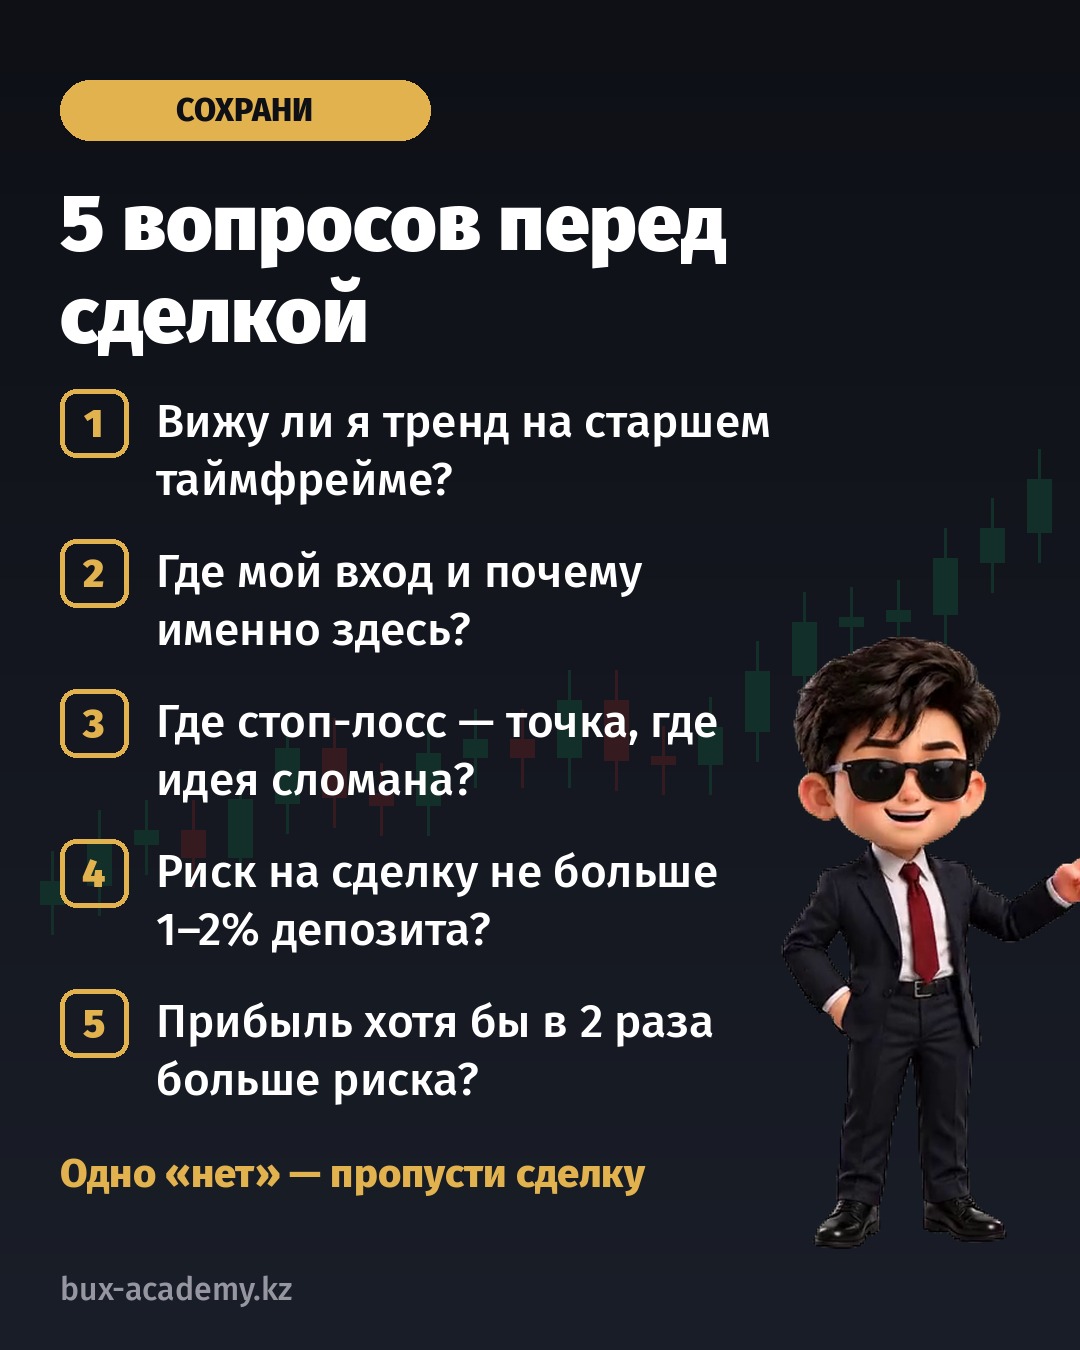 СОХРАНИ
5 вопросов перед
сделкой
1 Вижу ли я тренд на старшем
таймфрейме?
2 Где мой вход и почему
именно здесь?
3 Где стоп-лосс — точка, где
идея сломана?
4 Риск на сделку не больше
1–2% депозита?
5 Прибыль хотя бы в 2 раза
больше риска?
Одно «нет» — пропусти сделку
bux-academy.kz